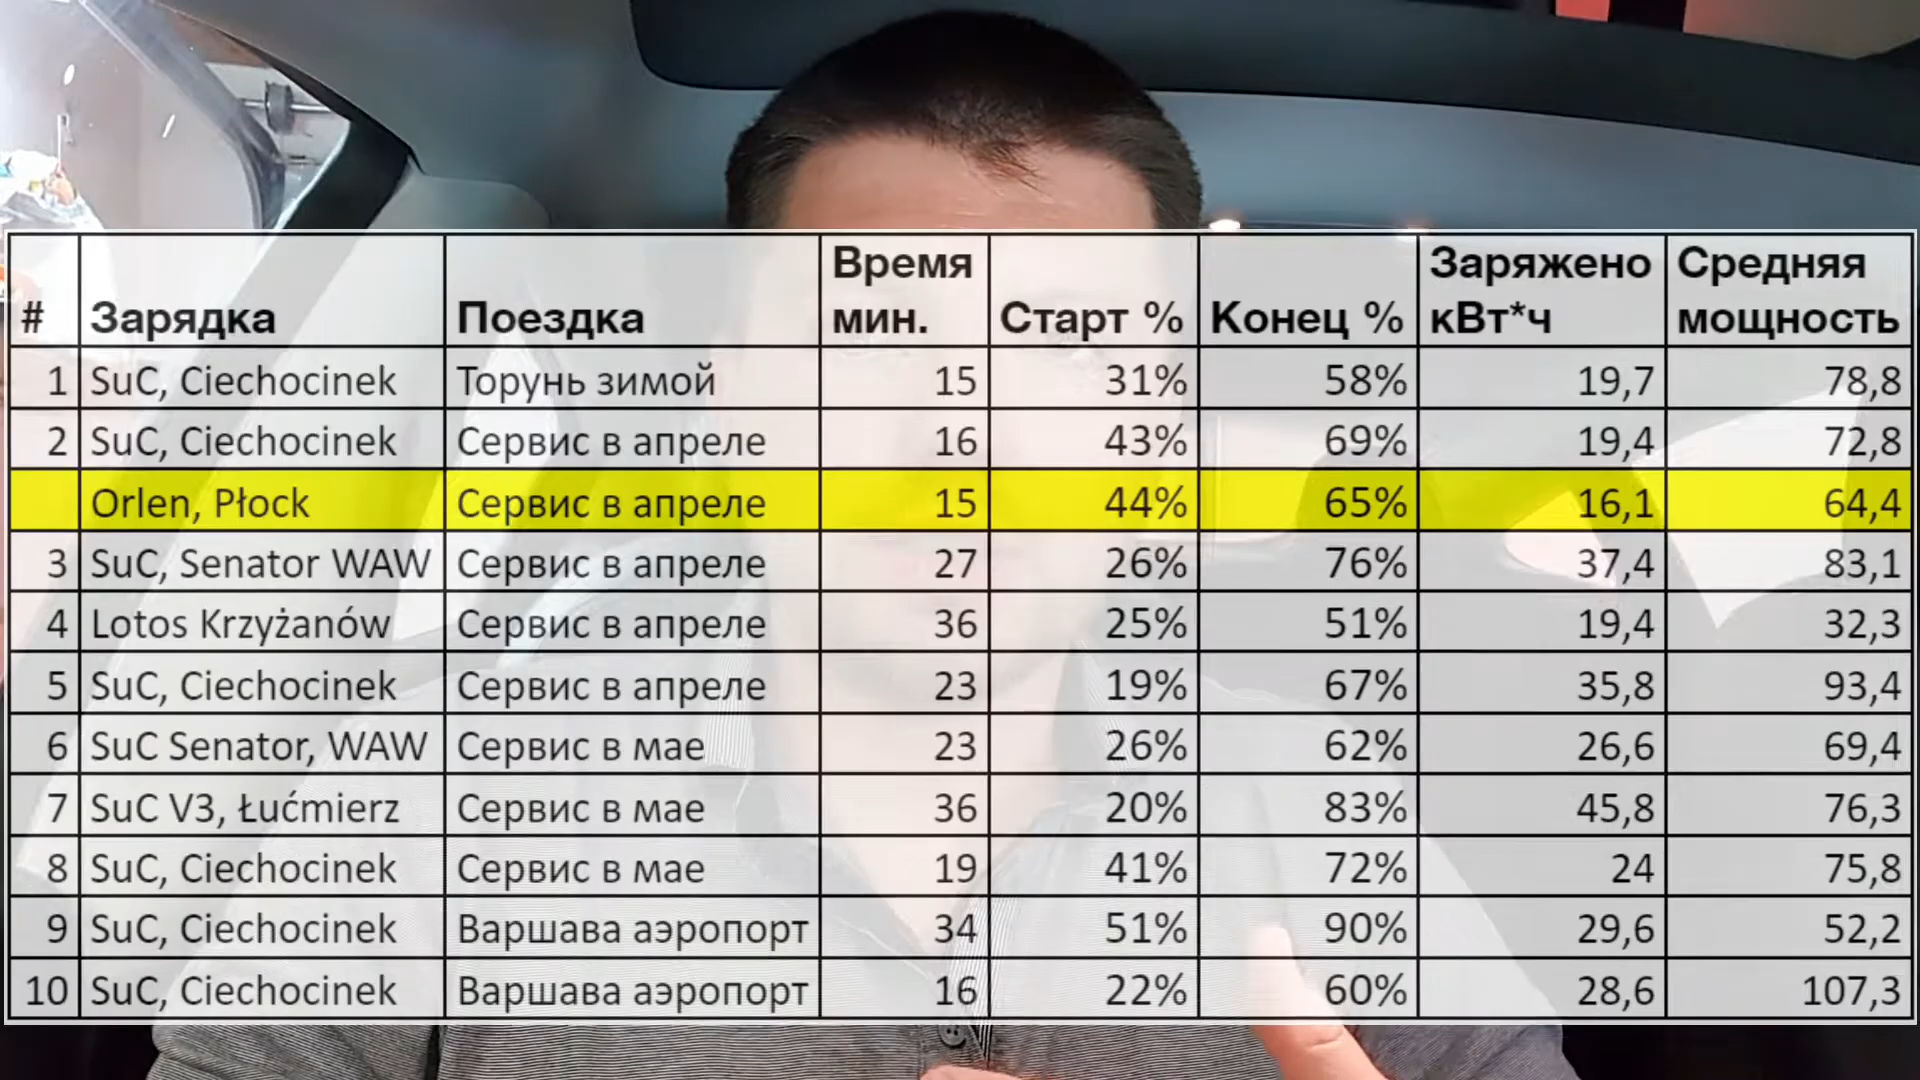 # Зарядка Поездка Время мин. Старт % Конец % Заряжено кВт*ч Средняя мощность
1 SuC, Ciechocinek Торунь зимой 15 31% 58% 19,7 78,8
2 SuC, Ciechocinek Сервис в апреле 16 43% 69% 19,4 72,8
Orlen, Płock Сервис в апреле 15 44% 65% 16,1 64,4
3 SuC, Senator WAW Сервис в апреле 27 26% 76% 37,4 83,1
4 Lotos Krzyżanów Сервис в апреле 36 25% 51% 19,4 32,3
5 SuC, Ciechocinek Сервис в апреле 23 19% 67% 35,8 93,4
6 SuC Senator, WAW Сервис в мае 23 26% 62% 26,6 69,4
7 SuC V3, Łućmierz Сервис в мае 36 20% 83% 45,8 76,3
8 SuC, Ciechocinek Сервис в мае 19 41% 72% 24 75,8
9 SuC, Ciechocinek Варшава аэропорт 34 51% 90% 29,6 52,2
10 SuC, Ciechocinek Варшава аэропорт 16 22% 60% 28,6 107,3